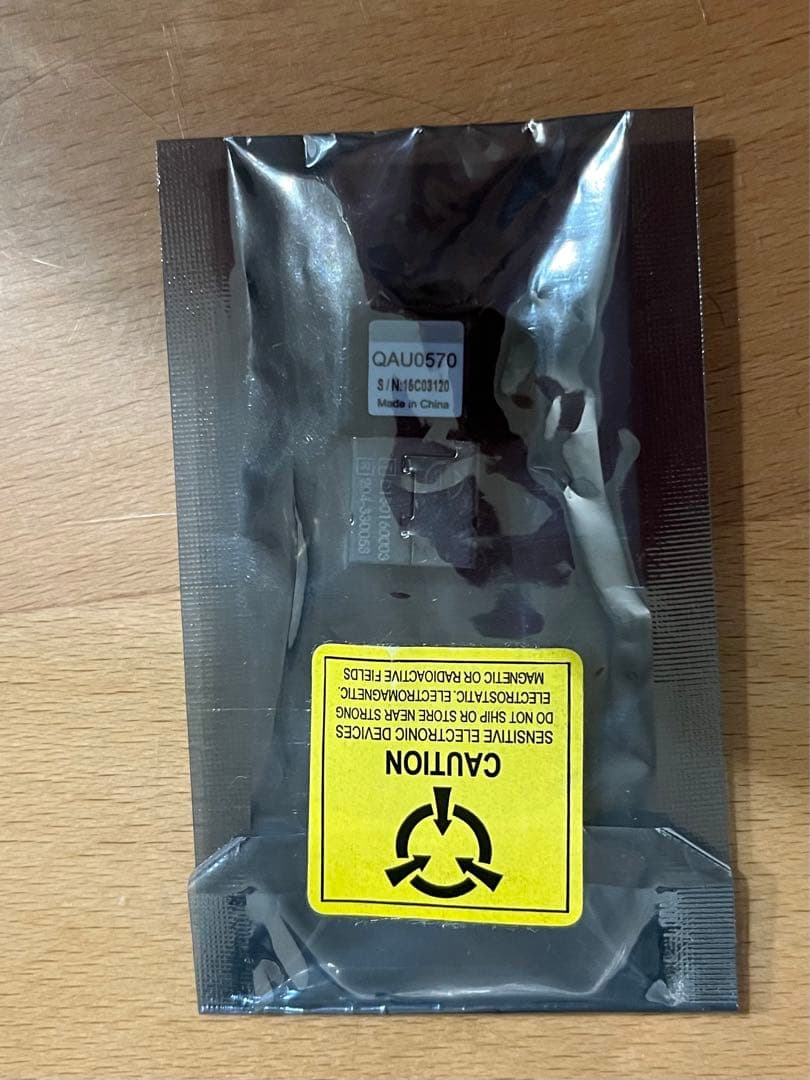 QAU0570
S/N:15C03120
Made in China
CAUTION
SENSITIVE ELECTRONIC DEVICES
DO NOT SHIP OR STORE NEAR STRONG
ELECTROSTATIC. ELECTROMAGNETIC.
MAGNETIC OR RADIOACTIVE FIELDS